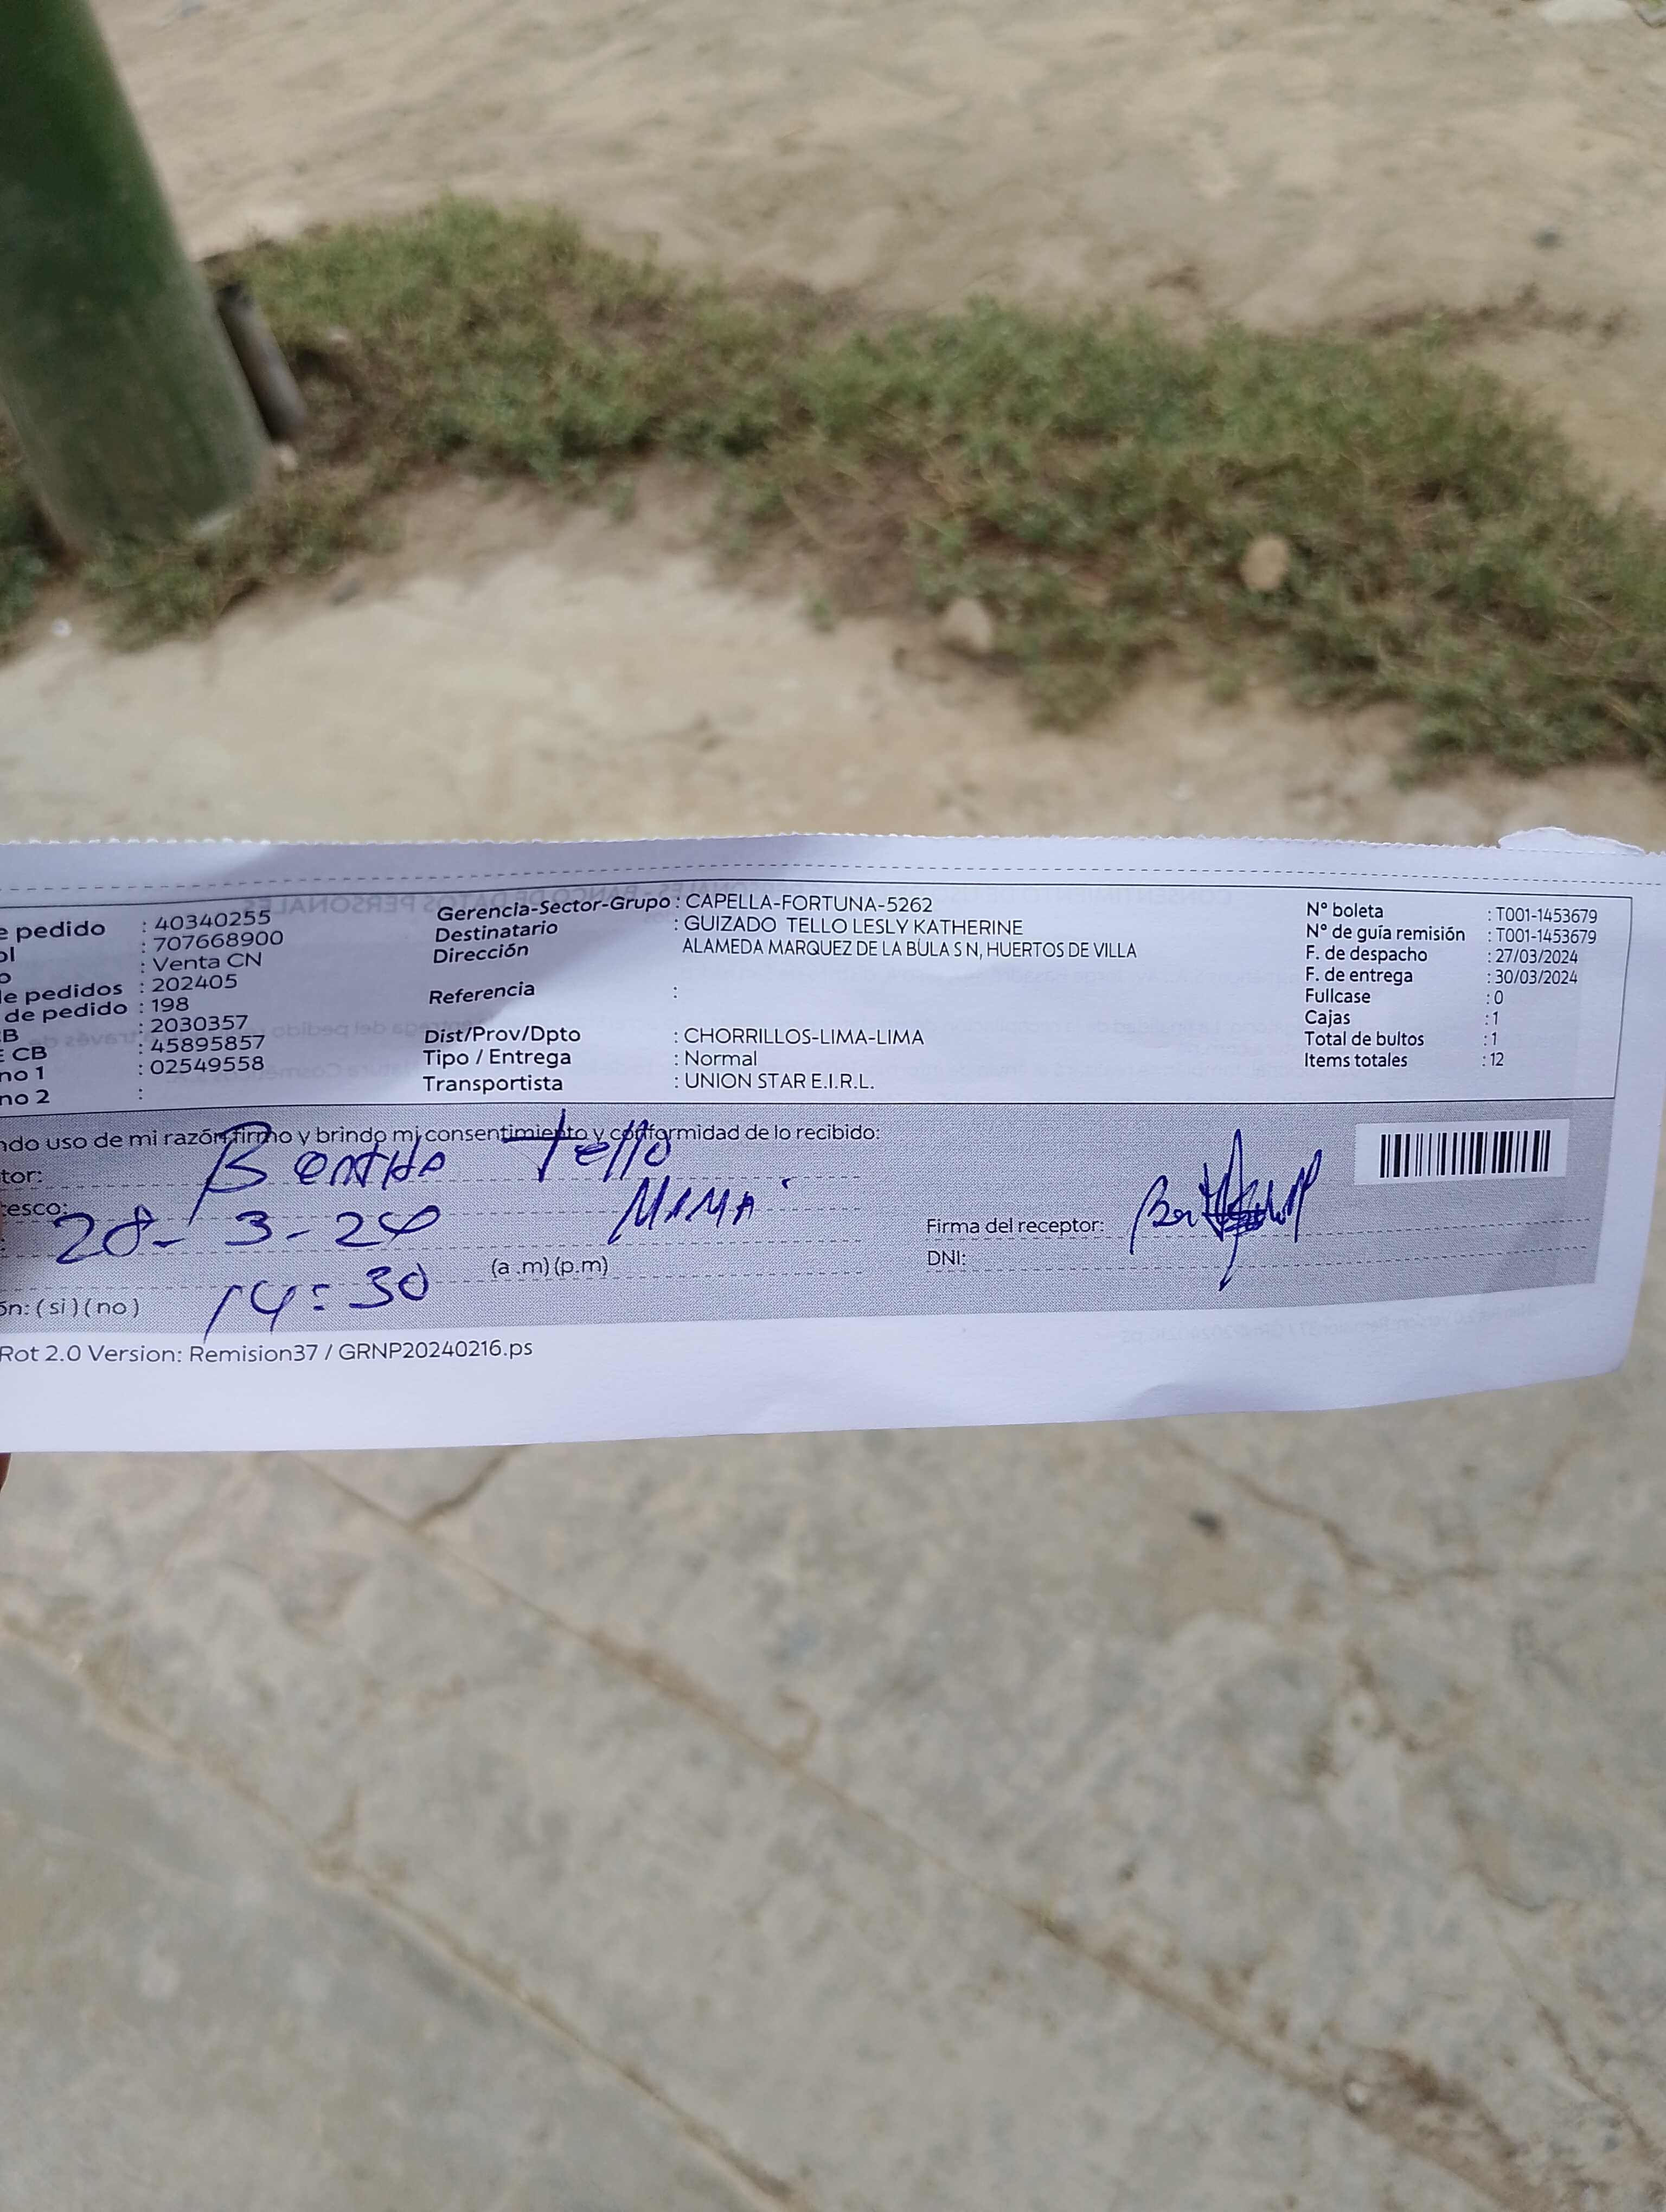 e pedido : 40340255
ol : 707668900
o : Venta CN
de pedidos : 202405
de pedido : 198
CB : 2030357
E CB : 45895857
no 1 : 02549558
no 2 :
Gerencia-Sector-Grupo : CAPELLA-FORTUNA-5262
Destinatario : GUIZADO TELLO LESLY KATHERINE
Dirección ALAMEDA MARQUEZ DE LA BULA S N, HUERTOS DE VILLA
Referencia :
Dist/Prov/Dpto : CHORRILLOS-LIMA-LIMA
Tipo / Entrega : Normal
Transportista : UNION STAR E.I.R.L.
N° boleta : T001-1453679
N° de guía remisión : T001-1453679
F. de despacho : 27/03/2024
F. de entrega : 30/03/2024
Fullcase : 0
Cajas : 1
Total de bultos : 1
Items totales : 12
ndo uso de mi razón firmo y brindo mi consentimiento y conformidad de lo recibido:
tor: Tello
tesco: MAMA
28-3-24
14:30 (a .m) (p.m)
ón: ( si ) ( no )
Firma del receptor:
DNI:
Rot 2.0 Version: Remision37 / GRNP20240216.ps